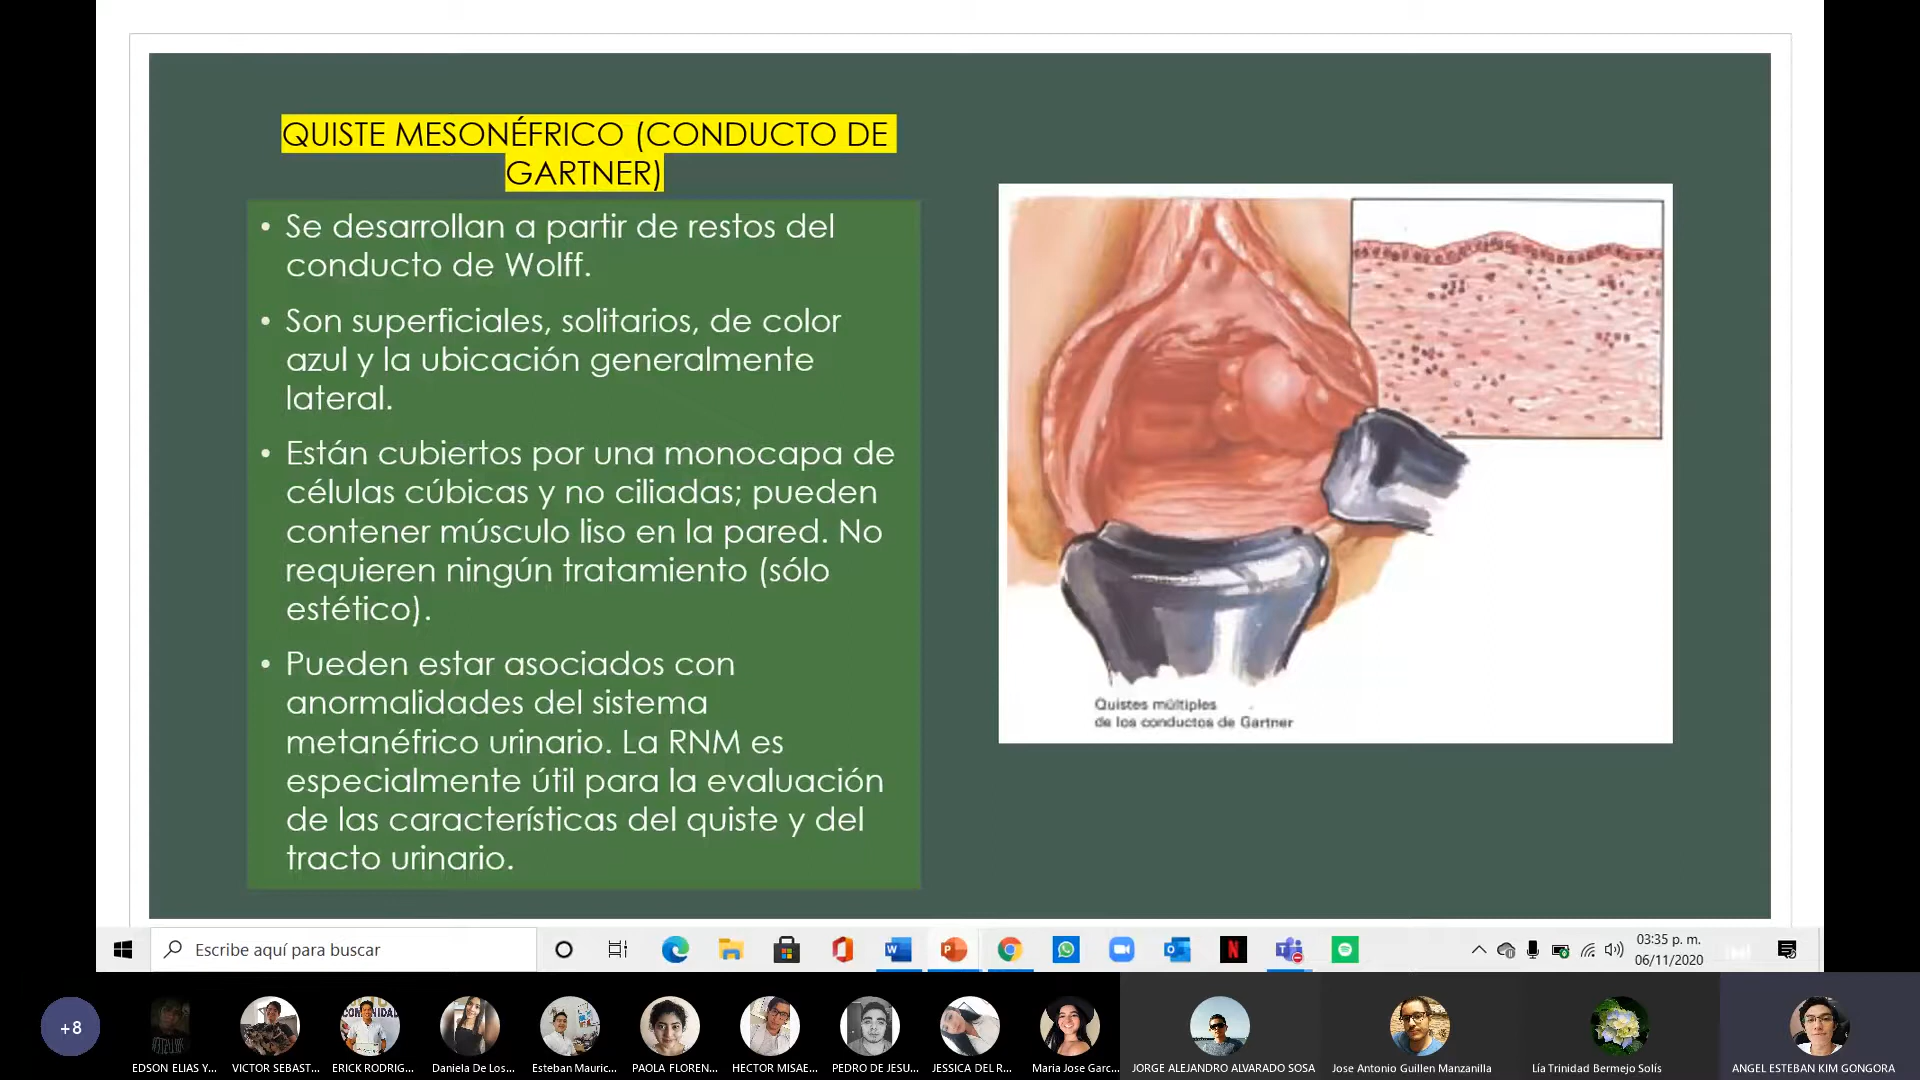 QUISTE MESONÉFRICO (CONDUCTO DE
GARTNER)
• Se desarrollan a partir de restos del
conducto de Wolff.
• Son superficiales, solitarios, de color
azul y la ubicación generalmente
lateral.
• Están cubiertos por una monocapa de
células cúbicas y no ciliadas; pueden
contener músculo liso en la pared. No
requieren ningún tratamiento (sólo
estético).
• Pueden estar asociados con
anormalidades del sistema
metanéfrico urinario. La RNM es
especialmente útil para la evaluación
de las características del quiste y del
tracto urinario.
Quistes múltiples
de los conductos de Gartner
Escribe aquí para buscar
03:35 p. m.
06/11/2020
+8
EDSON ELIAS Y...
VICTOR SEBAST...
ERICK RODRIG...
Daniela De Los...
Esteban Mauric...
PAOLA FLOREN...
HECTOR MISAE...
PEDRO DE JESU...
JESSICA DEL R...
Maria Jose Garc...
JORGE ALEJANDRO ALVARADO SOSA
Jose Antonio Guillen Manzanilla
Lía Trinidad Bermejo Solís
ANGEL ESTEBAN KIM GONGORA